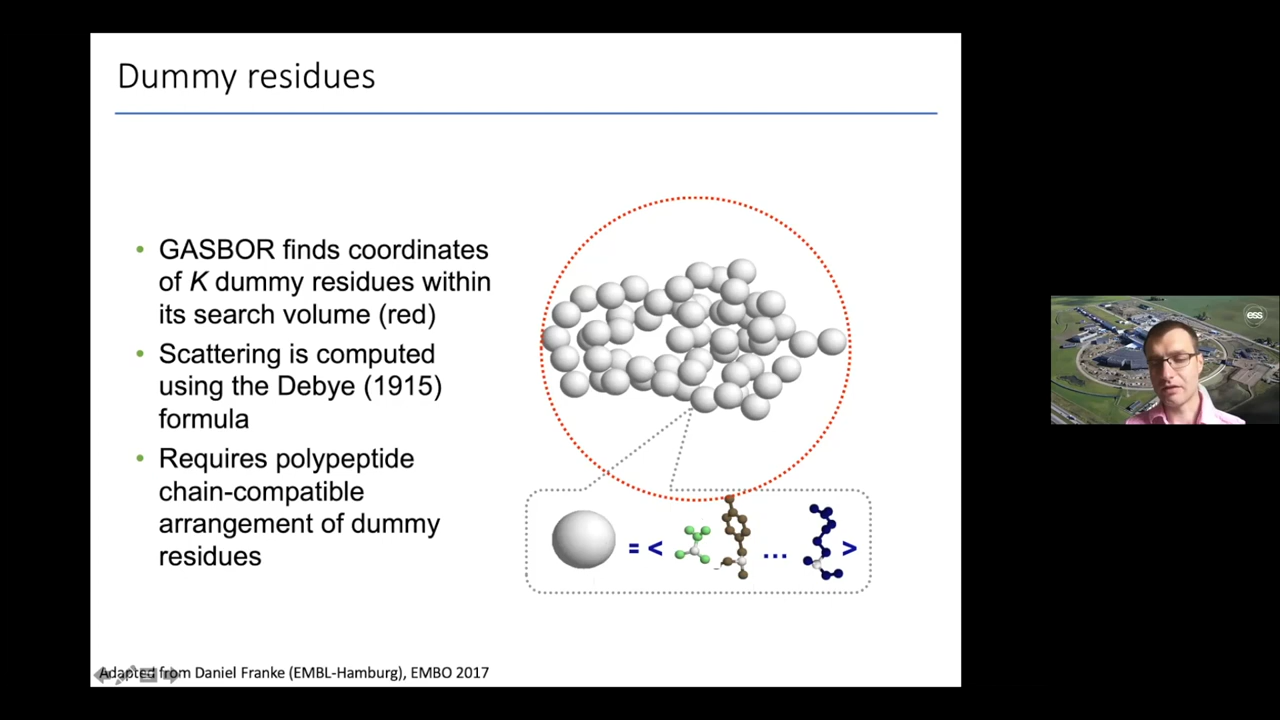 Dummy residues
• GASBOR finds coordinates
of K dummy residues within
its search volume (red)
• Scattering is computed
using the Debye (1915)
formula
• Requires polypeptide
chain-compatible
arrangement of dummy
residues
= < ... >
Adapted from Daniel Franke (EMBL-Hamburg), EMBO 2017
ess